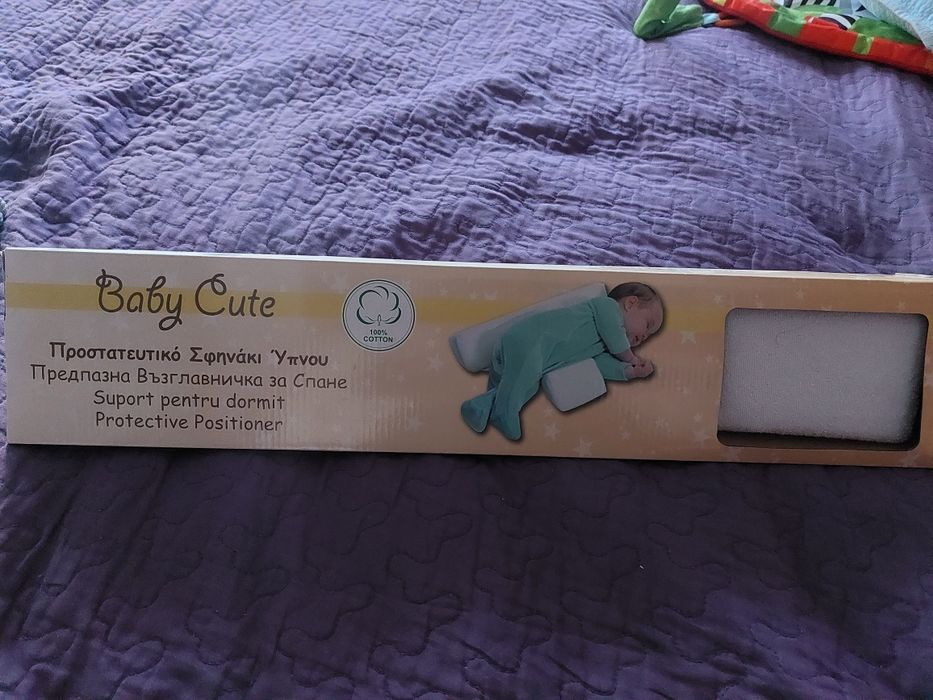 Baby Cute
100%
COTTON
Προστατευτικό Σφηνάκι Ύπνου
Предпазна Възглавничка за Спане
Suport pentru dormit
Protective Positioner